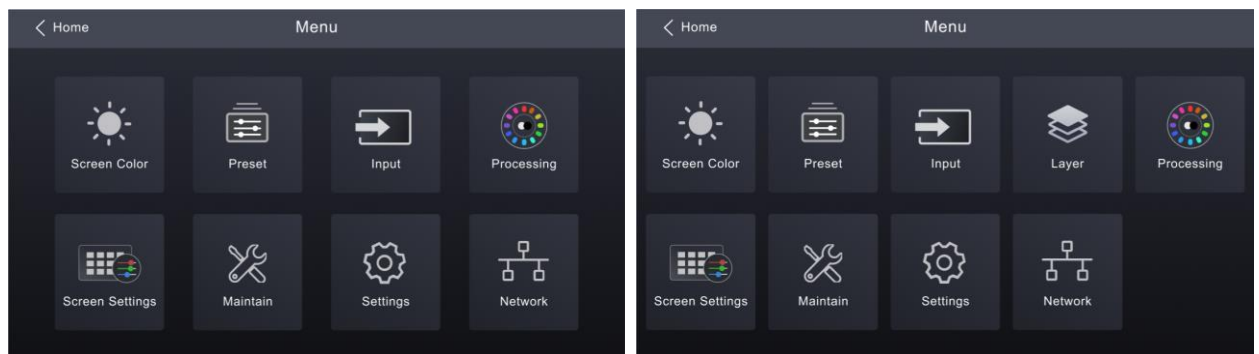 Home
Menu
Screen Color
Preset
Input
Processing
Screen Settings
Maintain
Settings
Network
Home
Menu
Screen Color
Preset
Input
Layer
Processing
Screen Settings
Maintain
Settings
Network